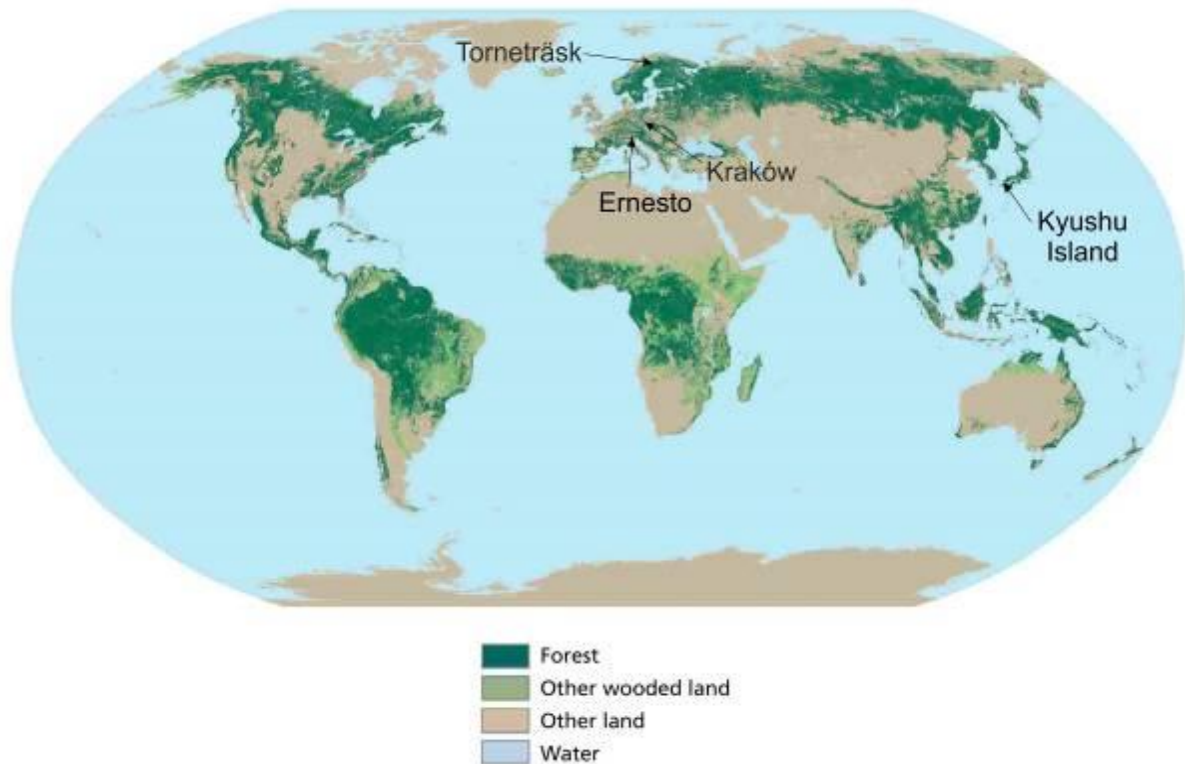 Torneträsk
Kraków
Ernesto
Kyushu
Island
Forest
Other wooded land
Other land
Water